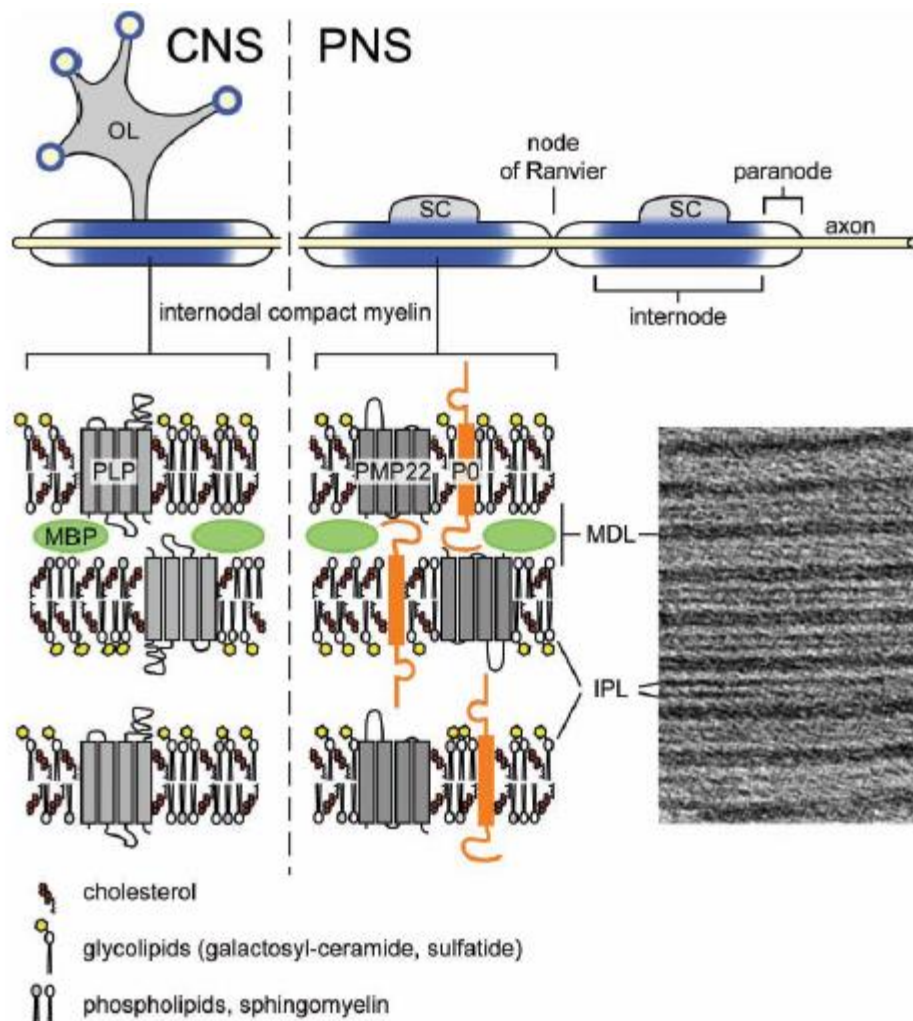 CNS
PNS
OL
node
of Ranvier
paranode
SC
SC
axon
internodal compact myelin
internode
PLP
PMP22
P0
MBP
MDL
IPL
cholesterol
glycolipids (galactosyl-ceramide, sulfatide)
phospholipids, sphingomyelin